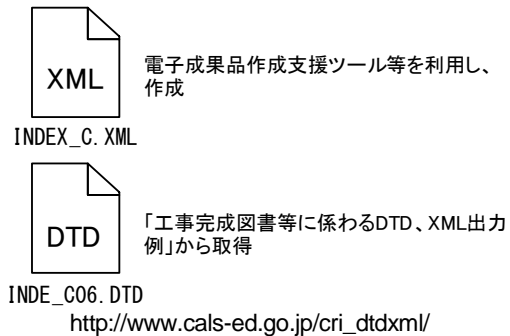 XML
電子成果品作成支援ツール等を利用し、
作成
INDEX_C.XML
DTD
「工事完成図書等に係わるDTD、XML出力
例」から取得
INDE_C06.DTD
http://www.cals-ed.go.jp/cri_dtdxml/